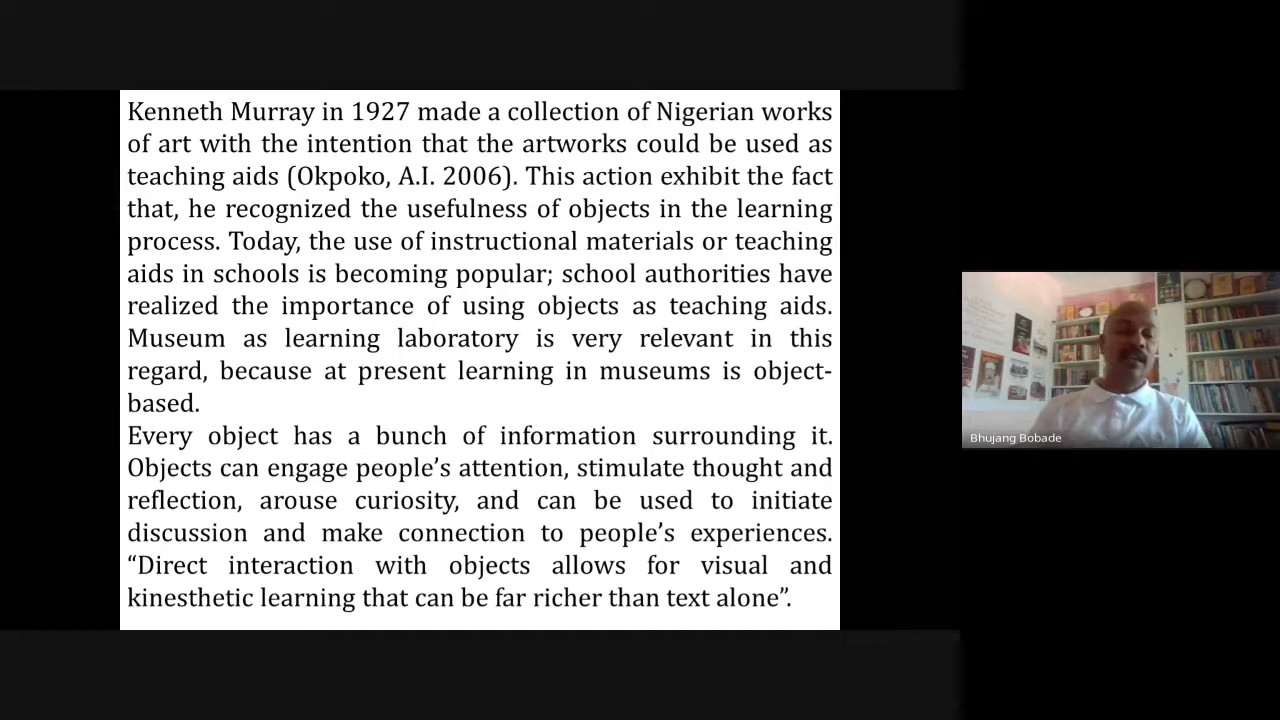 Kenneth Murray in 1927 made a collection of Nigerian works
of art with the intention that the artworks could be used as
teaching aids (Okpoko, A.I. 2006). This action exhibit the fact
that, he recognized the usefulness of objects in the learning
process. Today, the use of instructional materials or teaching
aids in schools is becoming popular; school authorities have
realized the importance of using objects as teaching aids.
Museum as learning laboratory is very relevant in this
regard, because at present learning in museums is object-
based.
Every object has a bunch of information surrounding it.
Objects can engage people’s attention, stimulate thought and
reflection, arouse curiosity, and can be used to initiate
discussion and make connection to people’s experiences.
“Direct interaction with objects allows for visual and
kinesthetic learning that can be far richer than text alone”.
Bhujang Bobade